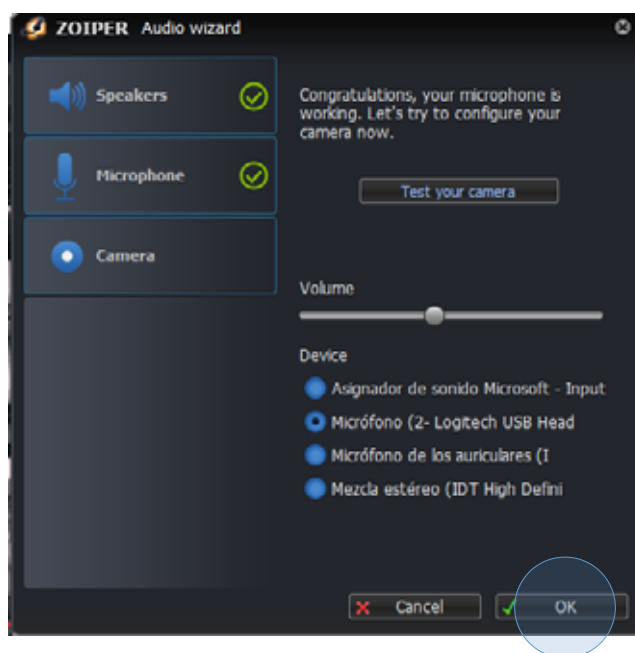 ZOIPER Audio wizard
Speakers
Microphone
Camera
Congratulations, your microphone is
working. Let's try to configure your
camera now.
Test your camera
Volume
Device
Asignador de sonido Microsoft - Input
Micrófono (2- Logitech USB Head
Micrófono de los auriculares (I
Mezcla estéreo (IDT High Defini
Cancel
OK